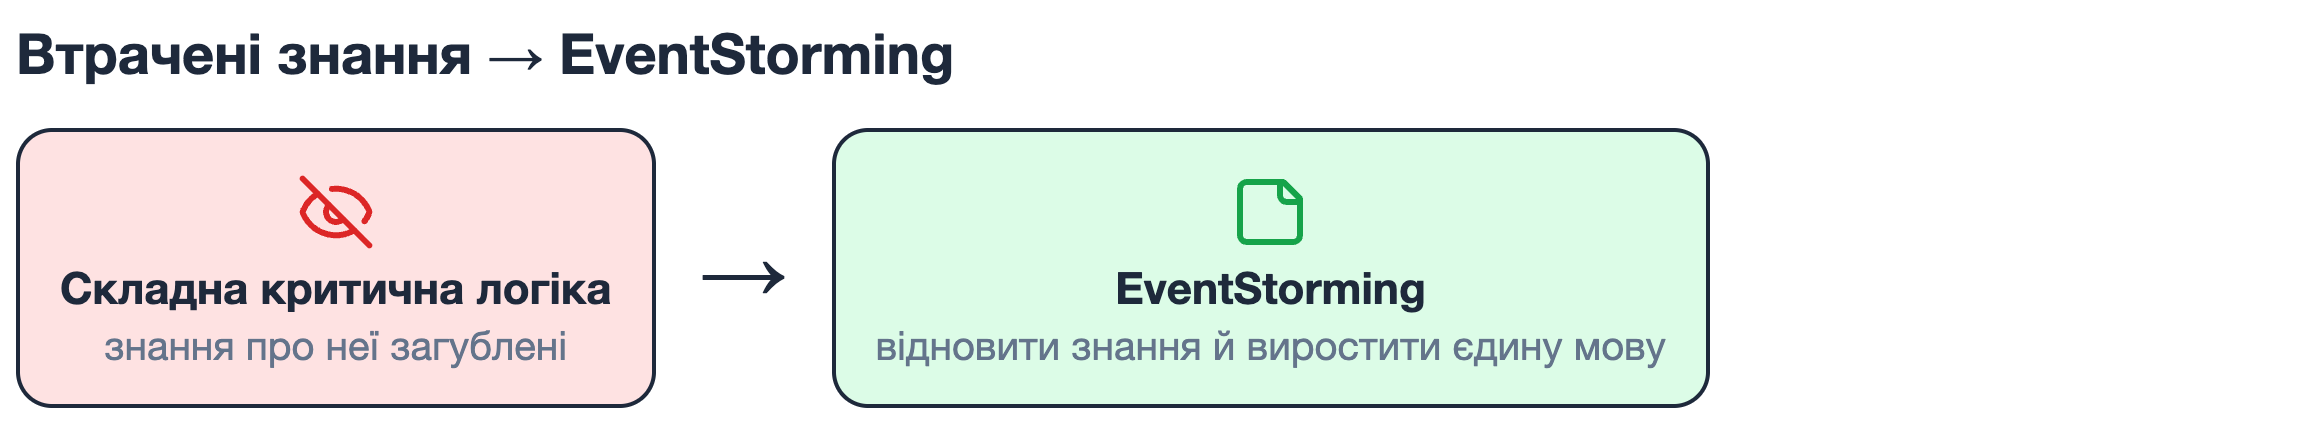 Втрачені знання → EventStorming
Складна критична логіка
знання про неї загублені
→
EventStorming
відновити знання й виростити єдину мову